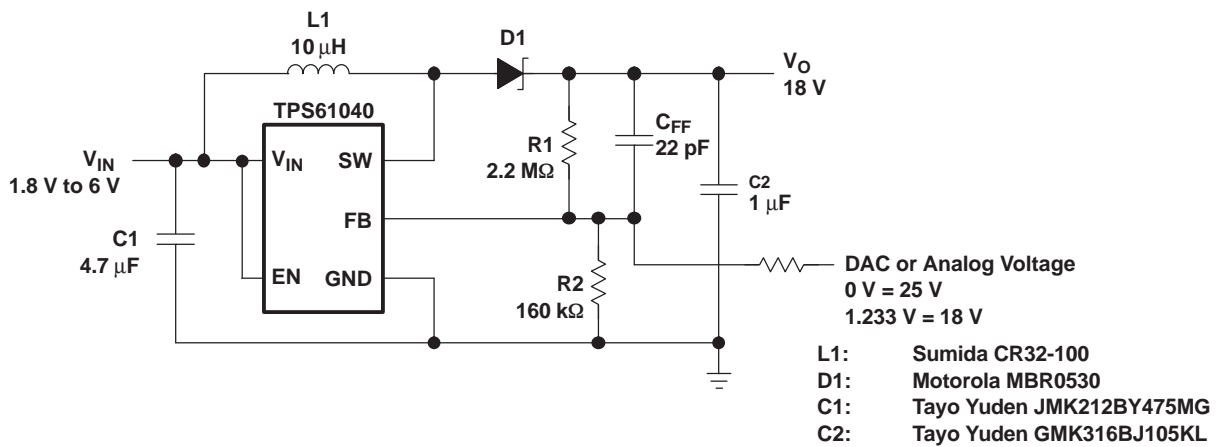 L1
10 μH
D1
VO
18 V
TPS61040
VIN
1.8 V to 6 V
VIN
SW
R1
2.2 MΩ
CFF
22 pF
C2
1 μF
FB
C1
4.7 μF
EN
GND
R2
160 kΩ
DAC or Analog Voltage
0 V = 25 V
1.233 V = 18 V
L1: Sumida CR32-100
D1: Motorola MBR0530
C1: Tayo Yuden JMK212BY475MG
C2: Tayo Yuden GMK316BJ105KL